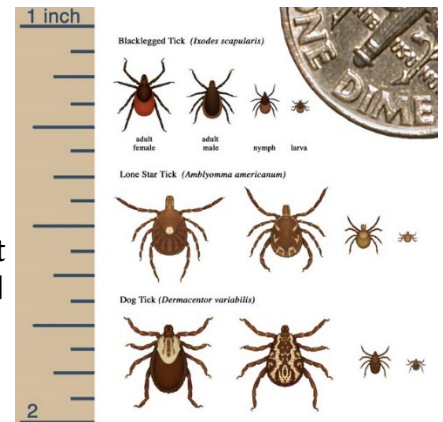 1 inch
Blacklegged Tick (Ixodes scapularis)
adult female
adult male
nymph
larva
Lone Star Tick (Amblyomma americanum)
Dog Tick (Dermacentor variabilis)
2
ONE DIME